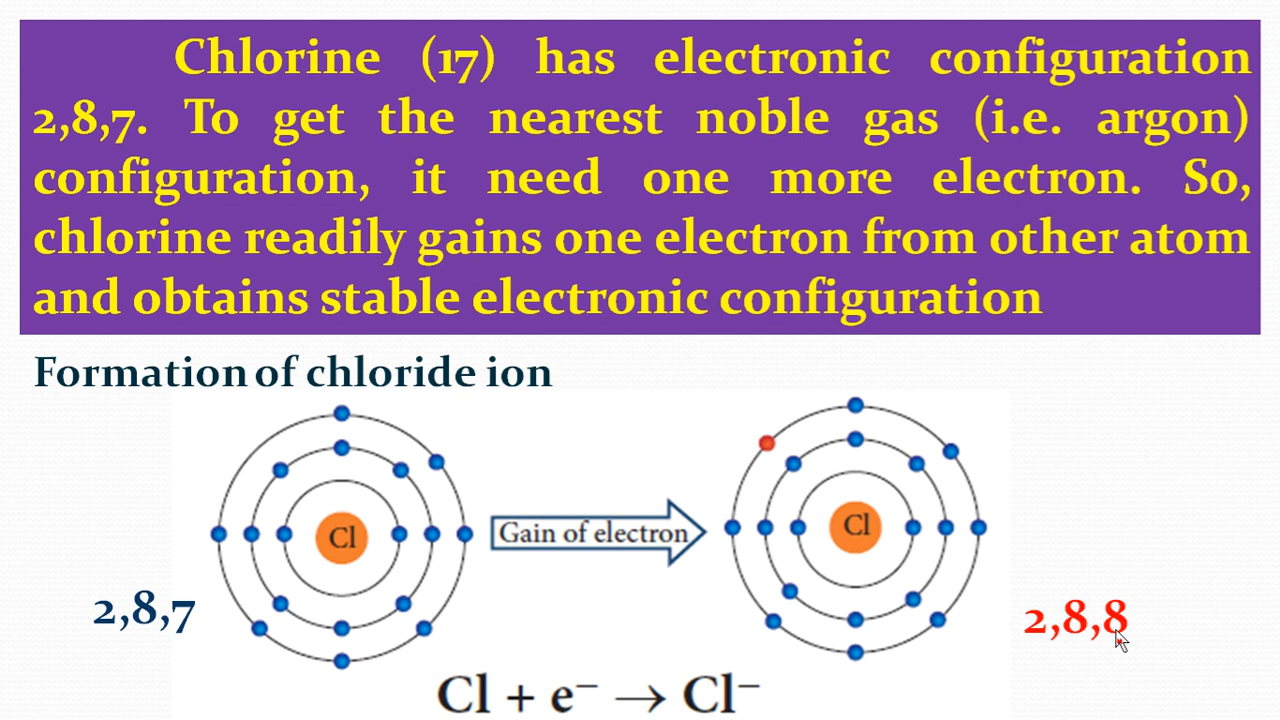 Chlorine (17) has electronic configuration
2,8,7. To get the nearest noble gas (i.e. argon)
configuration, it need one more electron. So,
chlorine readily gains one electron from other atom
and obtains stable electronic configuration
Formation of chloride ion
Cl
Gain of electron
Cl
2,8,7
2,8,8
Cl + e⁻ → Cl⁻